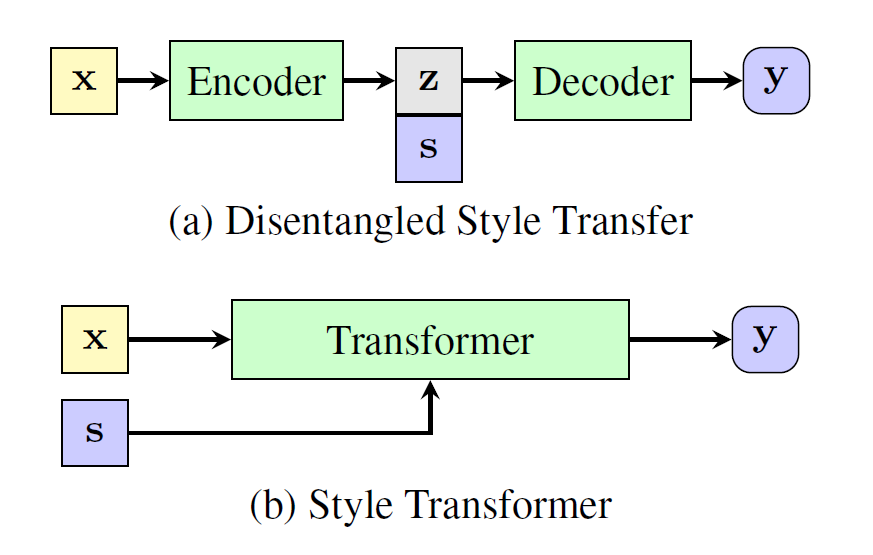 x Encoder z Decoder y
s
(a) Disentangled Style Transfer
x Transformer y
s
(b) Style Transformer